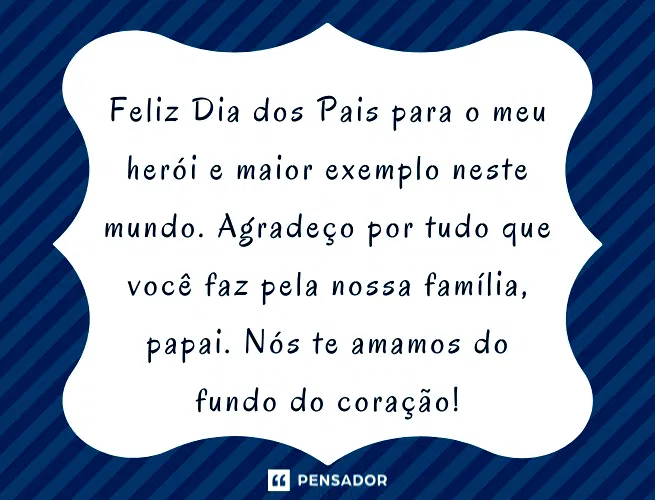 Feliz Dia dos Pais para o meu
herói e maior exemplo neste
mundo. Agradeço por tudo que
você faz pela nossa família,
papai. Nós te amamos do
fundo do coração!
PENSADOR